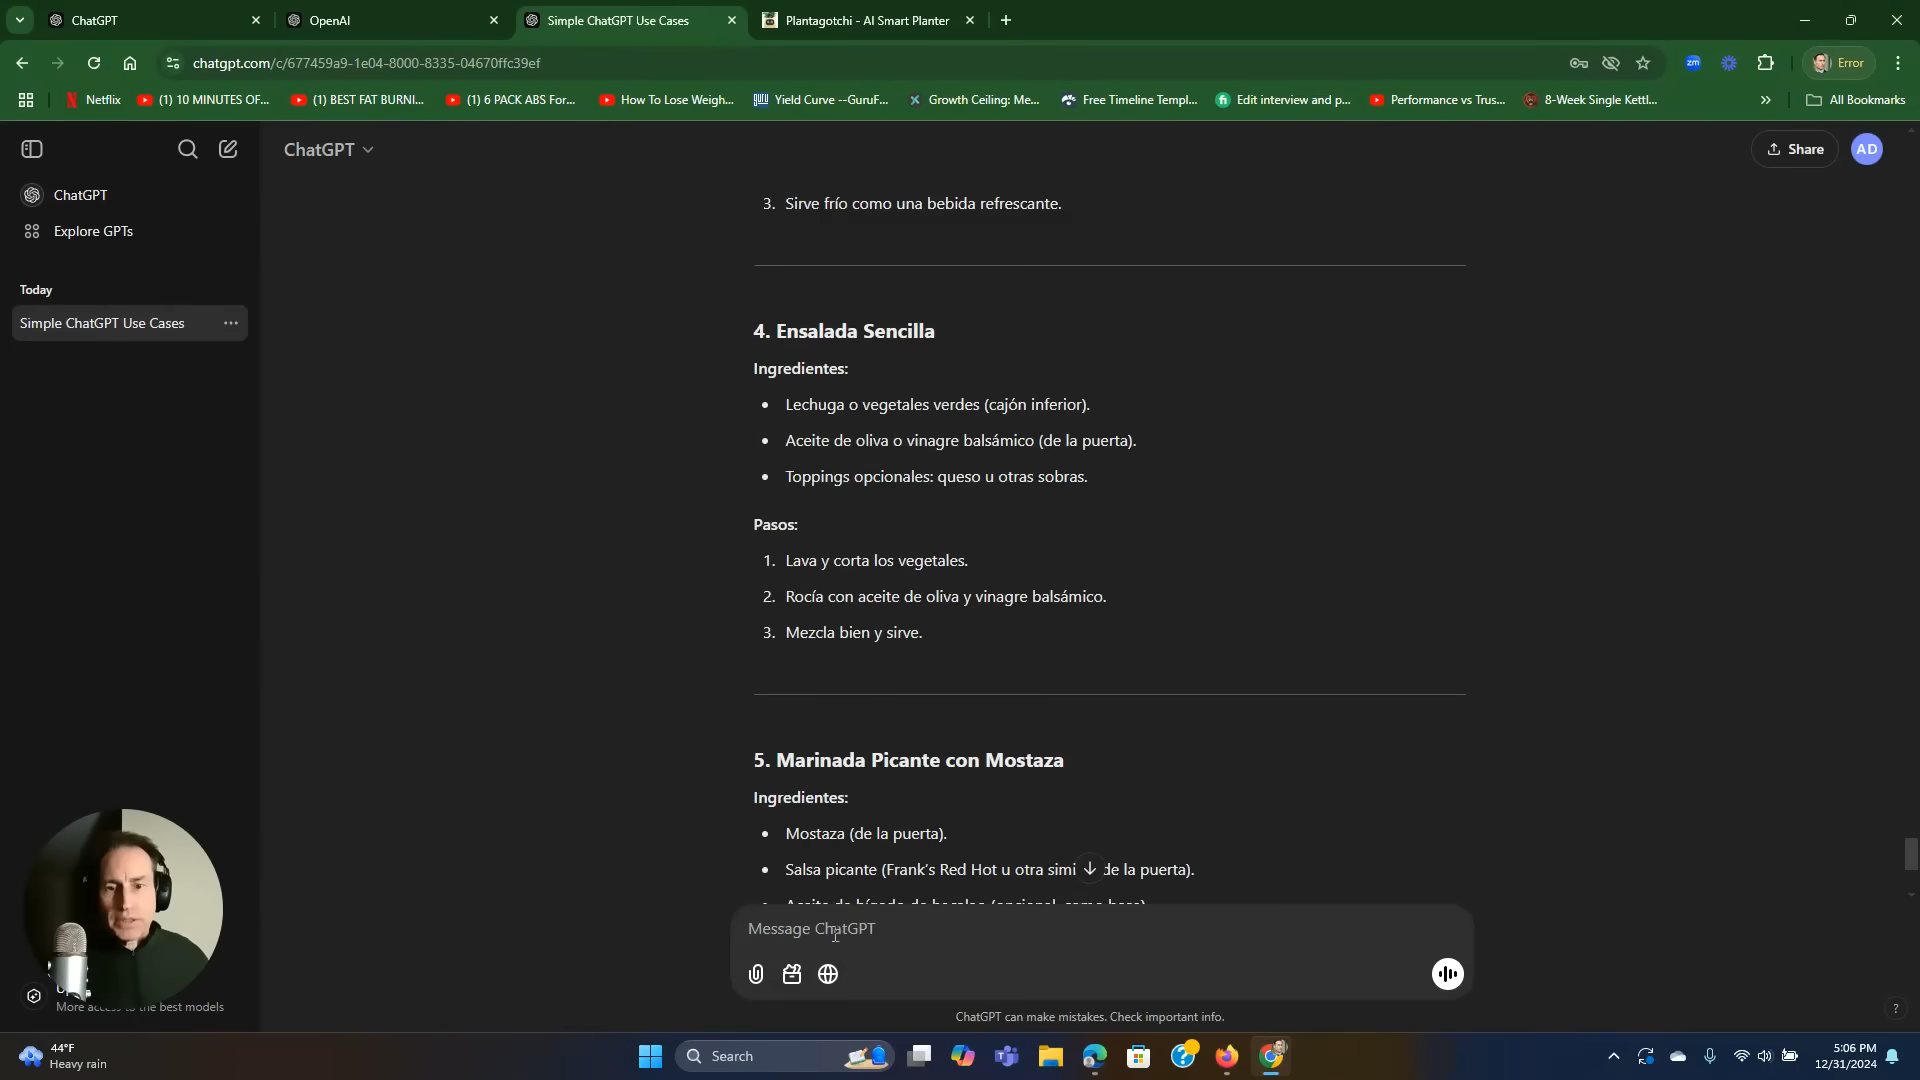 ChatGPT
OpenAI
Simple ChatGPT Use Cases
Plantagotchi - AI Smart Planter
chatgpt.com/c/677459a9-1e04-8000-8335-04670ffc39ef
zm
Error
Netflix
(1) 10 MINUTES OF...
(1) BEST FAT BURNI...
(1) 6 PACK ABS For...
How To Lose Weigh...
Yield Curve --GuruF...
Growth Ceiling: Me...
Free Timeline Templ...
Edit interview and p...
Performance vs Trus...
8-Week Single Kettl...
All Bookmarks
ChatGPT
Share
AD
ChatGPT
Explore GPTs
Today
Simple ChatGPT Use Cases
3. Sirve frío como una bebida refrescante.
4. Ensalada Sencilla
Ingredientes:
• Lechuga o vegetales verdes (cajón inferior).
• Aceite de oliva o vinagre balsámico (de la puerta).
• Toppings opcionales: queso u otras sobras.
Pasos:
1. Lava y corta los vegetales.
2. Rocía con aceite de oliva y vinagre balsámico.
3. Mezcla bien y sirve.
5. Marinada Picante con Mostaza
Ingredientes:
• Mostaza (de la puerta).
• Salsa picante (Frank's Red Hot u otra simi de la puerta).
Message ChatGPT
ChatGPT can make mistakes. Check important info.
?
More access to the best models
44°F
Heavy rain
Search
5:06 PM
12/31/2024